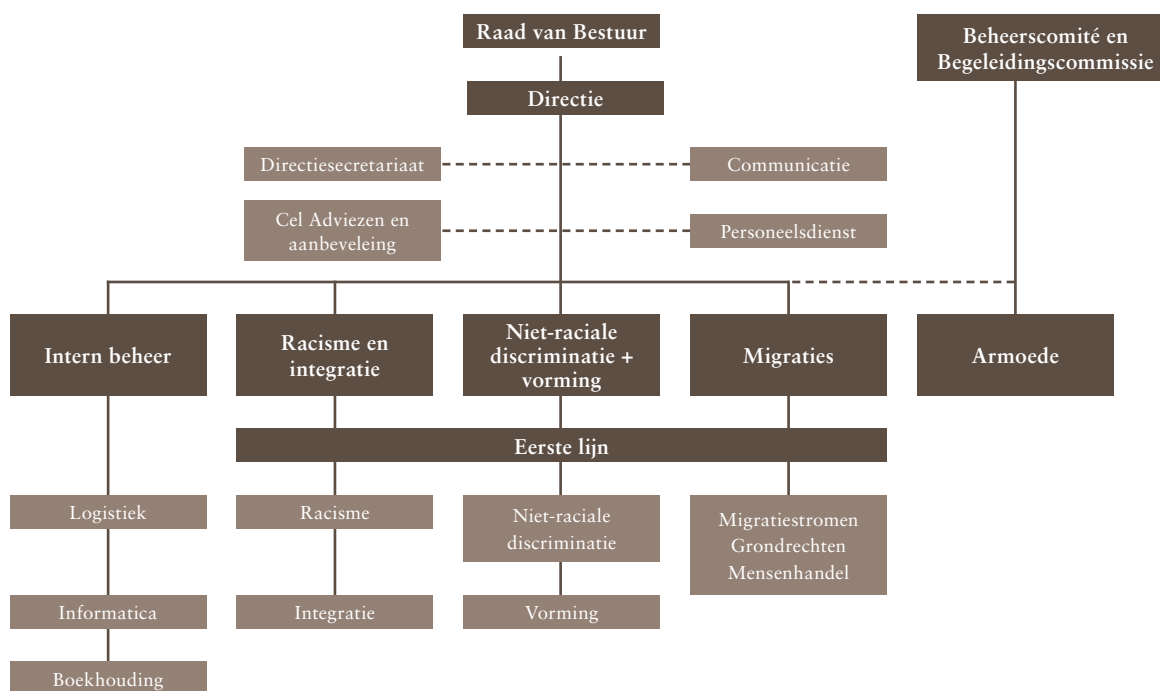 Raad van Bestuur
Beheerscomité en
Begeleidingscommissie
Directie
Directiesecretariaat
Communicatie
Cel Adviezen en
aanbeveleing
Personeelsdienst
Intern beheer
Racisme en
integratie
Niet-raciale
discriminatie +
vorming
Migraties
Armoede
Eerste lijn
Logistiek
Racisme
Niet-raciale
discriminatie
Migratiestromen
Grondrechten
Mensenhandel
Informatica
Integratie
Vorming
Boekhouding